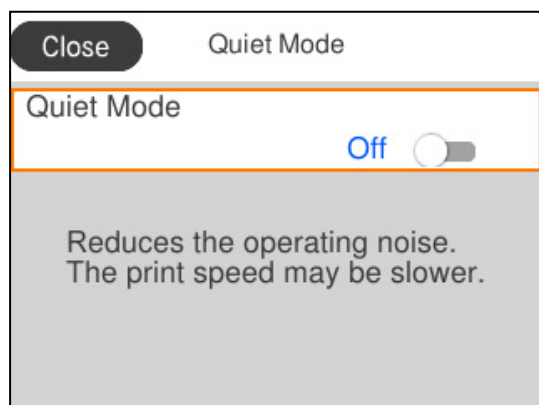 Close
Quiet Mode
Quiet Mode
Off
Reduces the operating noise.
The print speed may be slower.